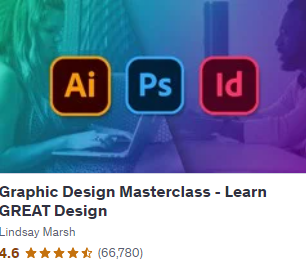 Ai Ps Id
Graphic Design Masterclass - Learn
GREAT Design
Lindsay Marsh
4.6 (66,780)